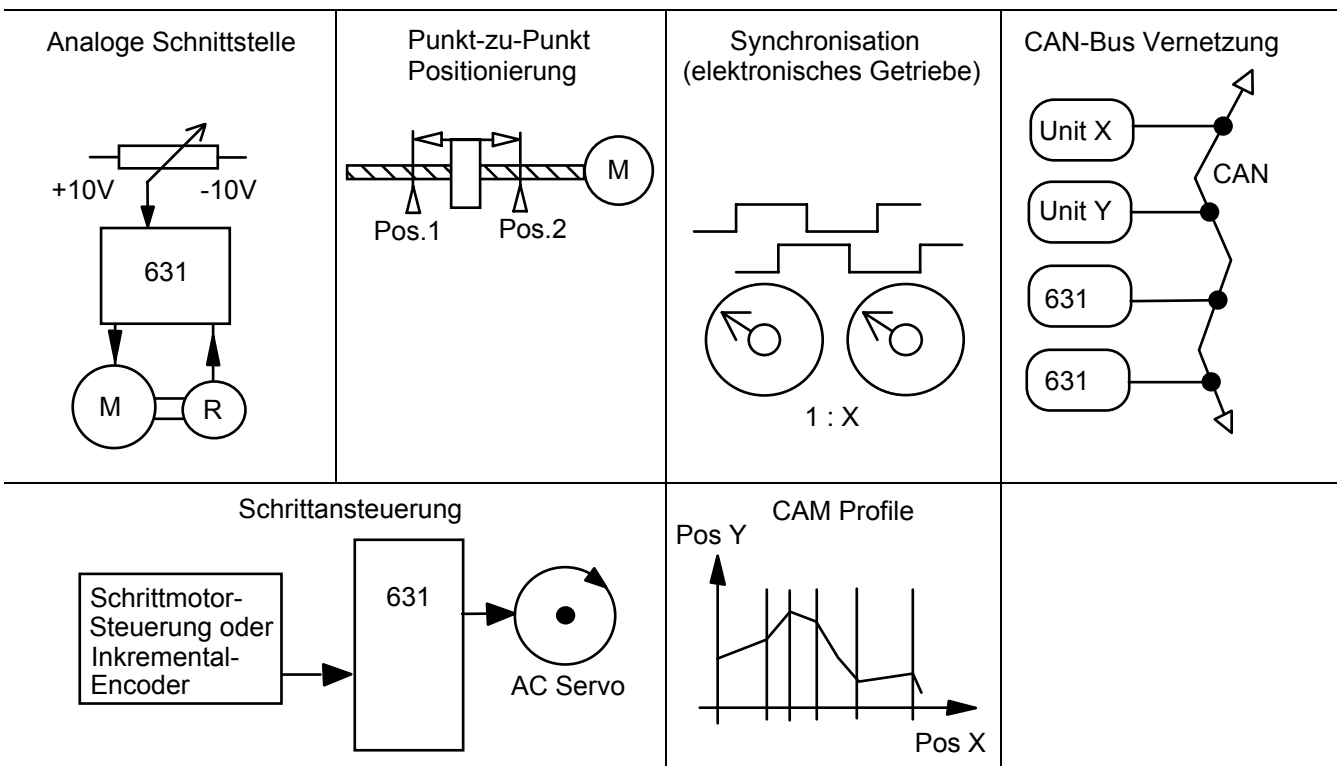 Analoge Schnittstelle
+10V
-10V
631
M
R
Punkt-zu-Punkt
Positionierung
M
Pos.1
Pos.2
Synchronisation
(elektronisches Getriebe)
1 : X
CAN-Bus Vernetzung
Unit X
CAN
Unit Y
631
631
Schrittansteuerung
Schrittmotor-
Steuerung oder
Inkremental-
Encoder
631
AC Servo
CAM Profile
Pos Y
Pos X